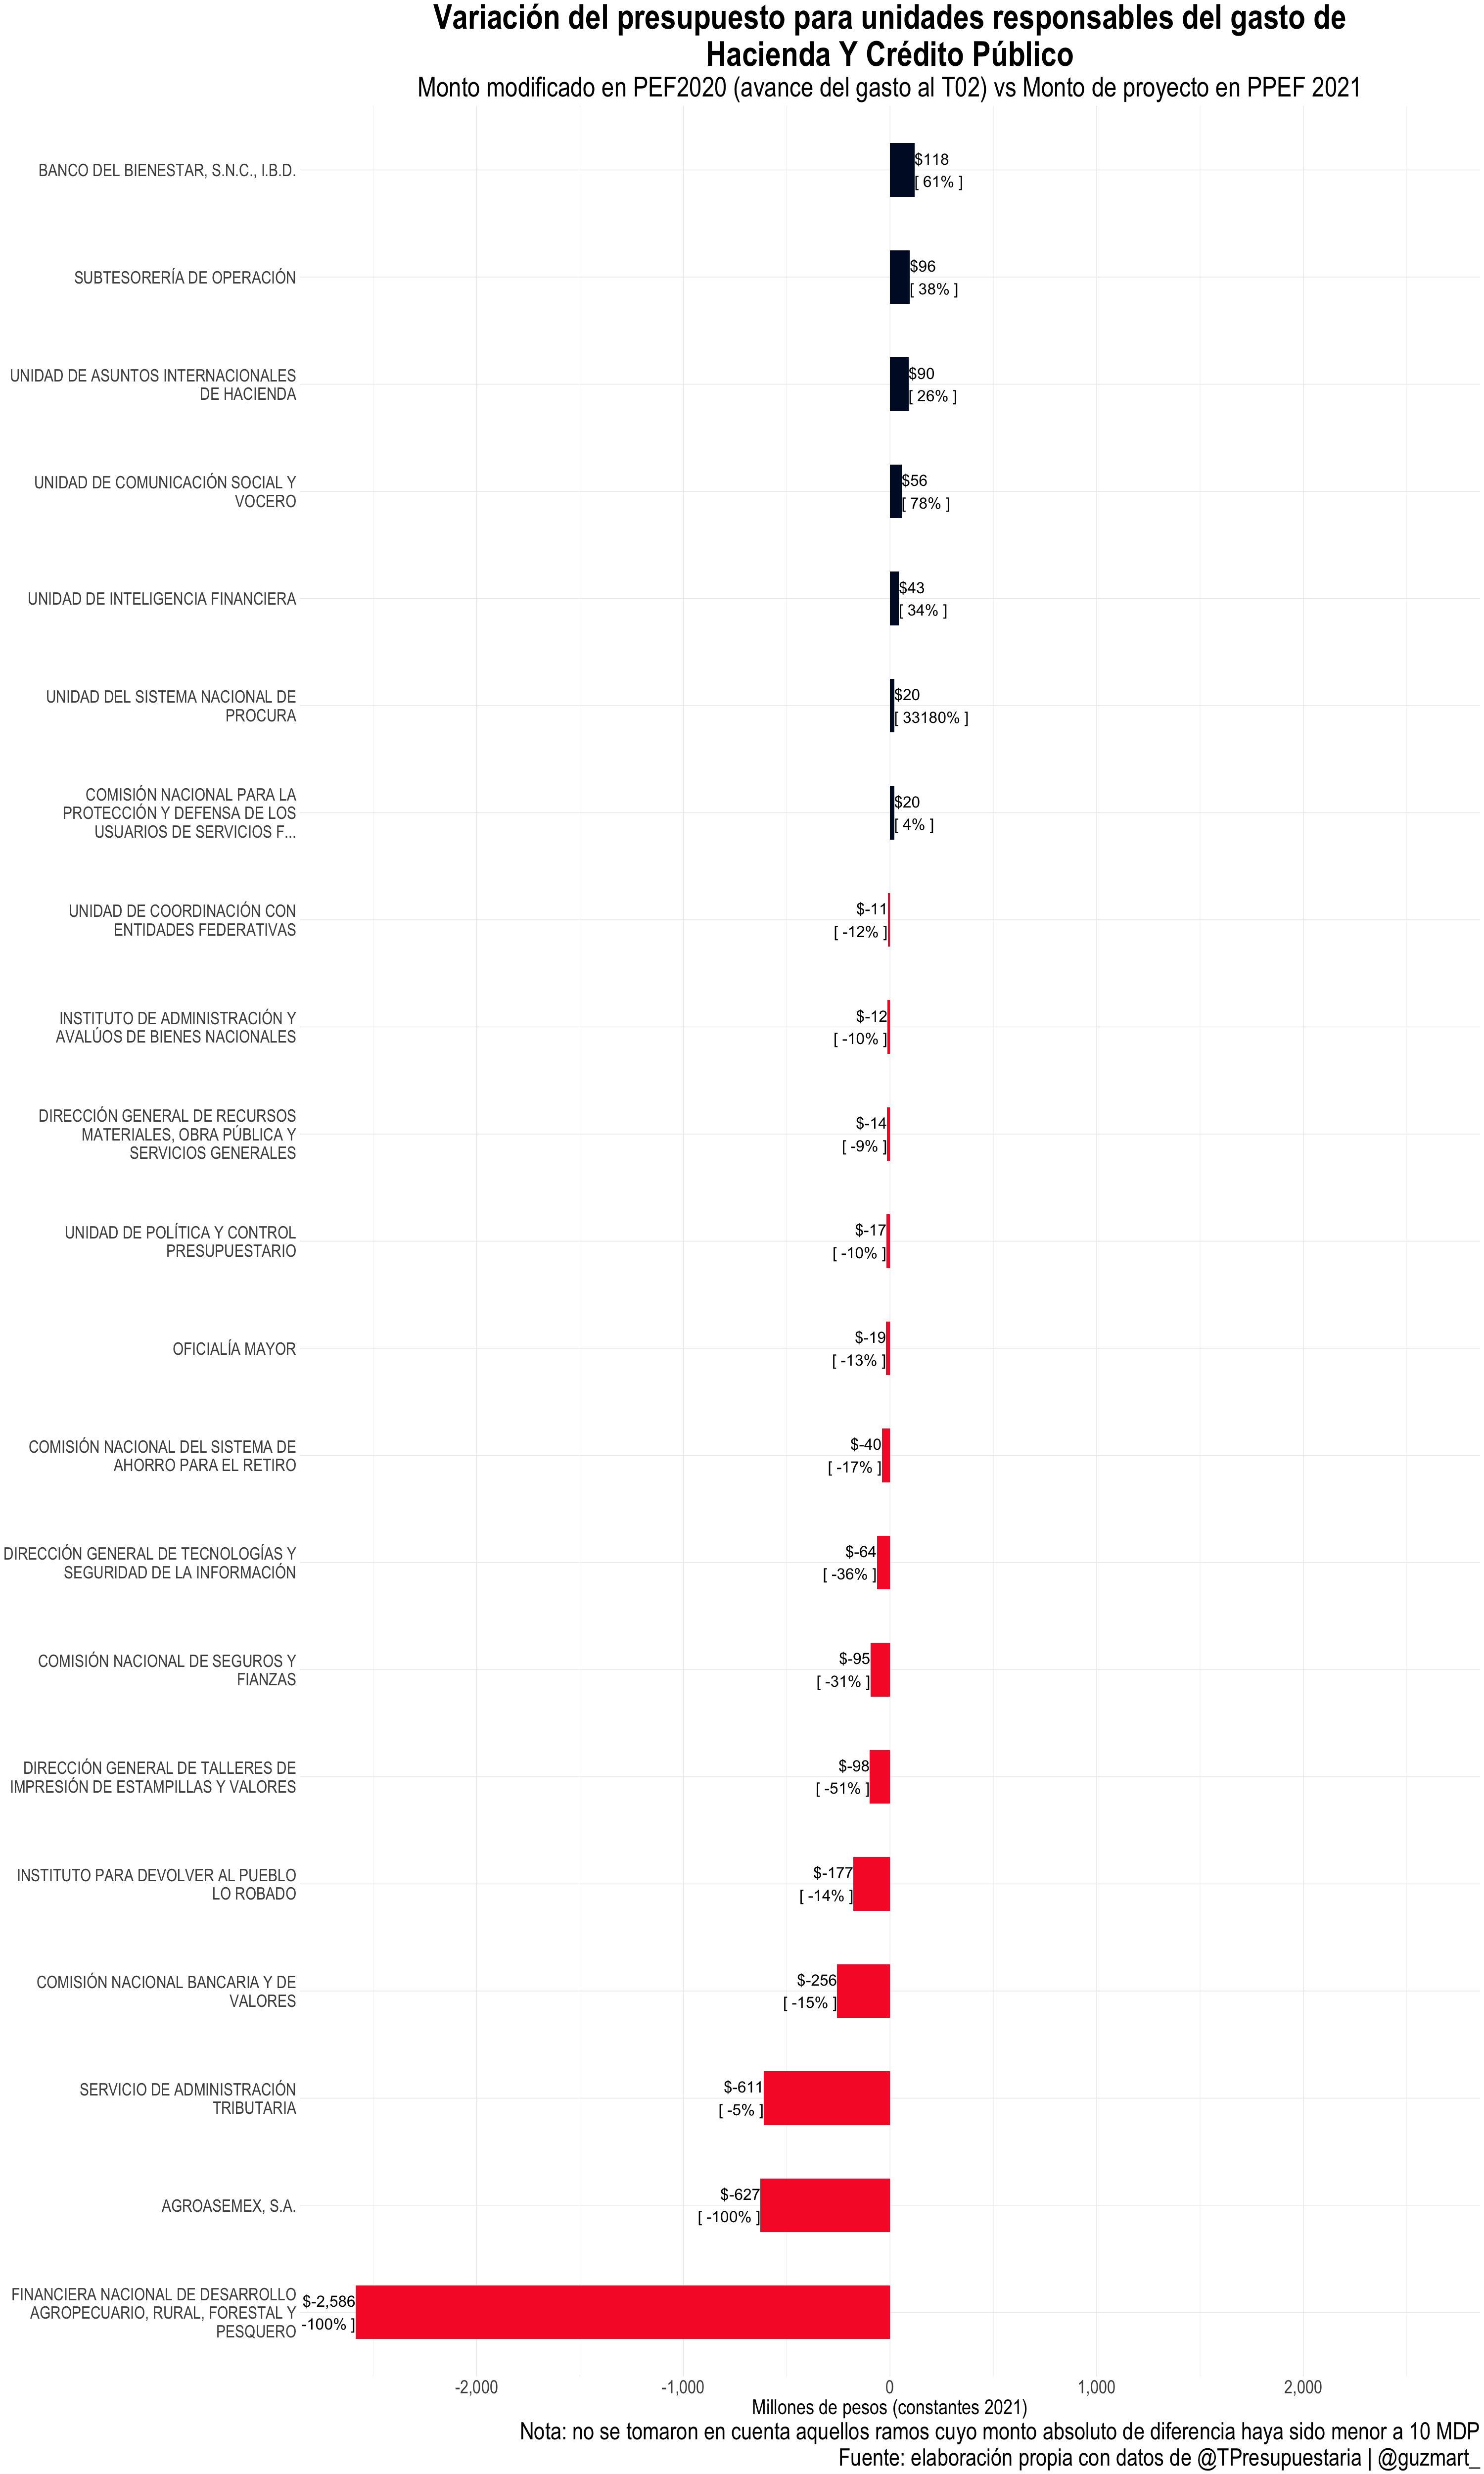 Variación del presupuesto para unidades responsables del gasto de
Hacienda Y Crédito Público
Monto modificado en PEF2020 (avance del gasto al T02) vs Monto de proyecto en PPEF 2021
BANCO DEL BIENESTAR, S.N.C., I.B.D.
$118
[ 61% ]
SUBTESORERÍA DE OPERACIÓN
$96
[ 38% ]
UNIDAD DE ASUNTOS INTERNACIONALES
DE HACIENDA
$90
[ 26% ]
UNIDAD DE COMUNICACIÓN SOCIAL Y
VOCERO
$56
[ 78% ]
UNIDAD DE INTELIGENCIA FINANCIERA
$43
[ 34% ]
UNIDAD DEL SISTEMA NACIONAL DE
PROCURA
$20
[ 33180% ]
COMISIÓN NACIONAL PARA LA
PROTECCIÓN Y DEFENSA DE LOS
USUARIOS DE SERVICIOS F...
$20
[ 4% ]
UNIDAD DE COORDINACIÓN CON
ENTIDADES FEDERATIVAS
$-11
[ -12% ]
INSTITUTO DE ADMINISTRACIÓN Y
AVALÚOS DE BIENES NACIONALES
$-12
[ -10% ]
DIRECCIÓN GENERAL DE RECURSOS
MATERIALES, OBRA PÚBLICA Y
SERVICIOS GENERALES
$-14
[ -9% ]
UNIDAD DE POLÍTICA Y CONTROL
PRESUPUESTARIO
$-17
[ -10% ]
OFICIALÍA MAYOR
$-19
[ -13% ]
COMISIÓN NACIONAL DEL SISTEMA DE
AHORRO PARA EL RETIRO
$-40
[ -17% ]
DIRECCIÓN GENERAL DE TECNOLOGÍAS Y
SEGURIDAD DE LA INFORMACIÓN
$-64
[ -36% ]
COMISIÓN NACIONAL DE SEGUROS Y
FIANZAS
$-95
[ -31% ]
DIRECCIÓN GENERAL DE TALLERES DE
IMPRESIÓN DE ESTAMPILLAS Y VALORES
$-98
[ -51% ]
INSTITUTO PARA DEVOLVER AL PUEBLO
LO ROBADO
$-177
[ -14% ]
COMISIÓN NACIONAL BANCARIA Y DE
VALORES
$-256
[ -15% ]
SERVICIO DE ADMINISTRACIÓN
TRIBUTARIA
$-611
[ -5% ]
AGROASEMEX, S.A.
$-627
[ -100% ]
FINANCIERA NACIONAL DE DESARROLLO
AGROPECUARIO, RURAL, FORESTAL Y
PESQUERO
$-2,586
-100% ]
-2,000 -1,000 0 1,000 2,000
Millones de pesos (constantes 2021)
Nota: no se tomaron en cuenta aquellos ramos cuyo monto absoluto de diferencia haya sido menor a 10 MDP
Fuente: elaboración propia con datos de @TPresupuestaria | @guzmart_